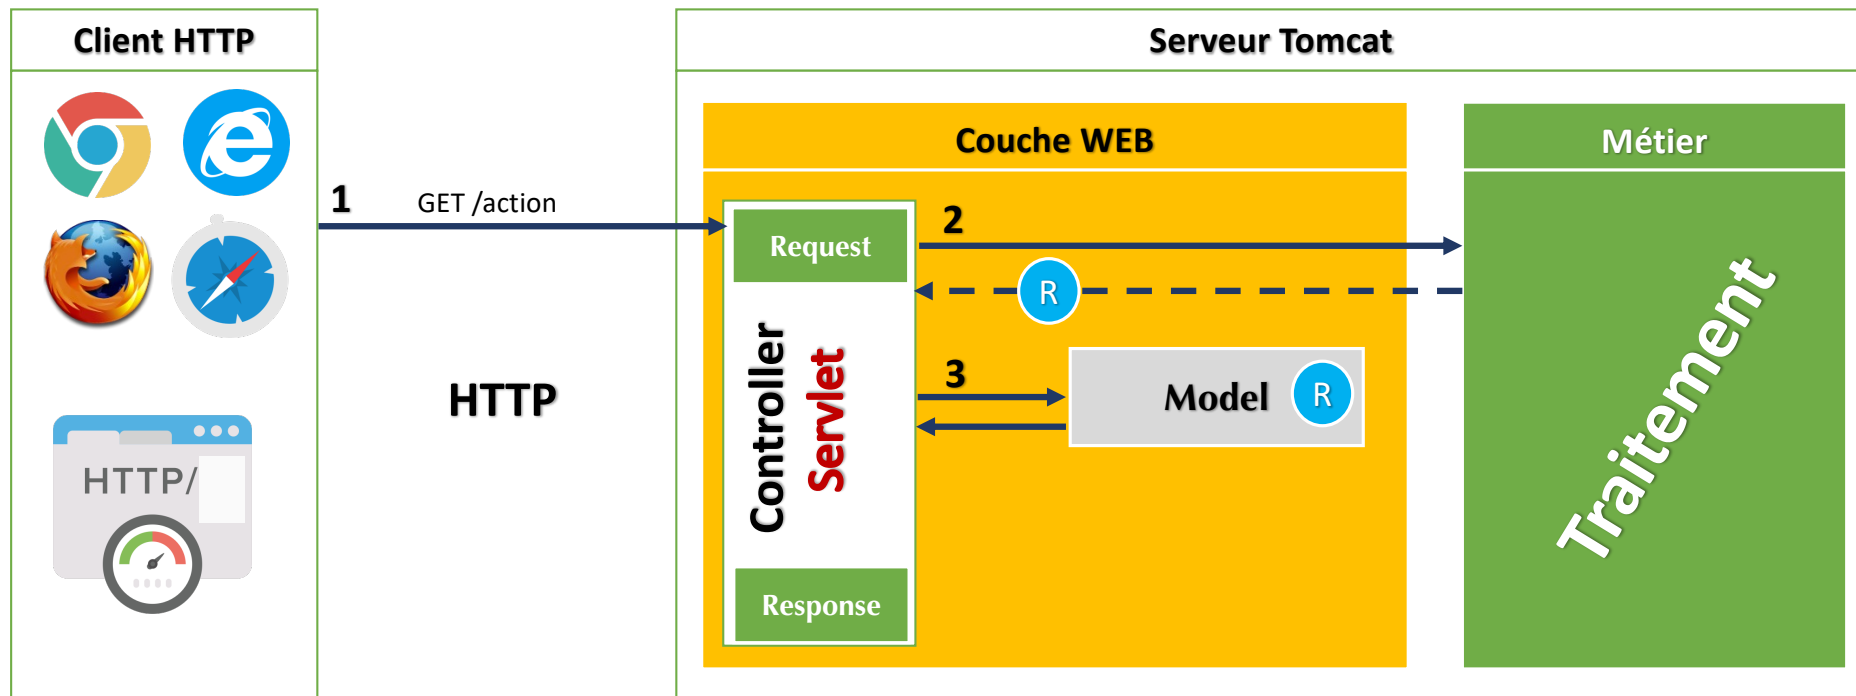 Client HTTP
Serveur Tomcat
Couche WEB
Métier
1
GET /action
Request
2
R
HTTP
Controller
Servlet
3
Model
R
Traitement
HTTP/
Response